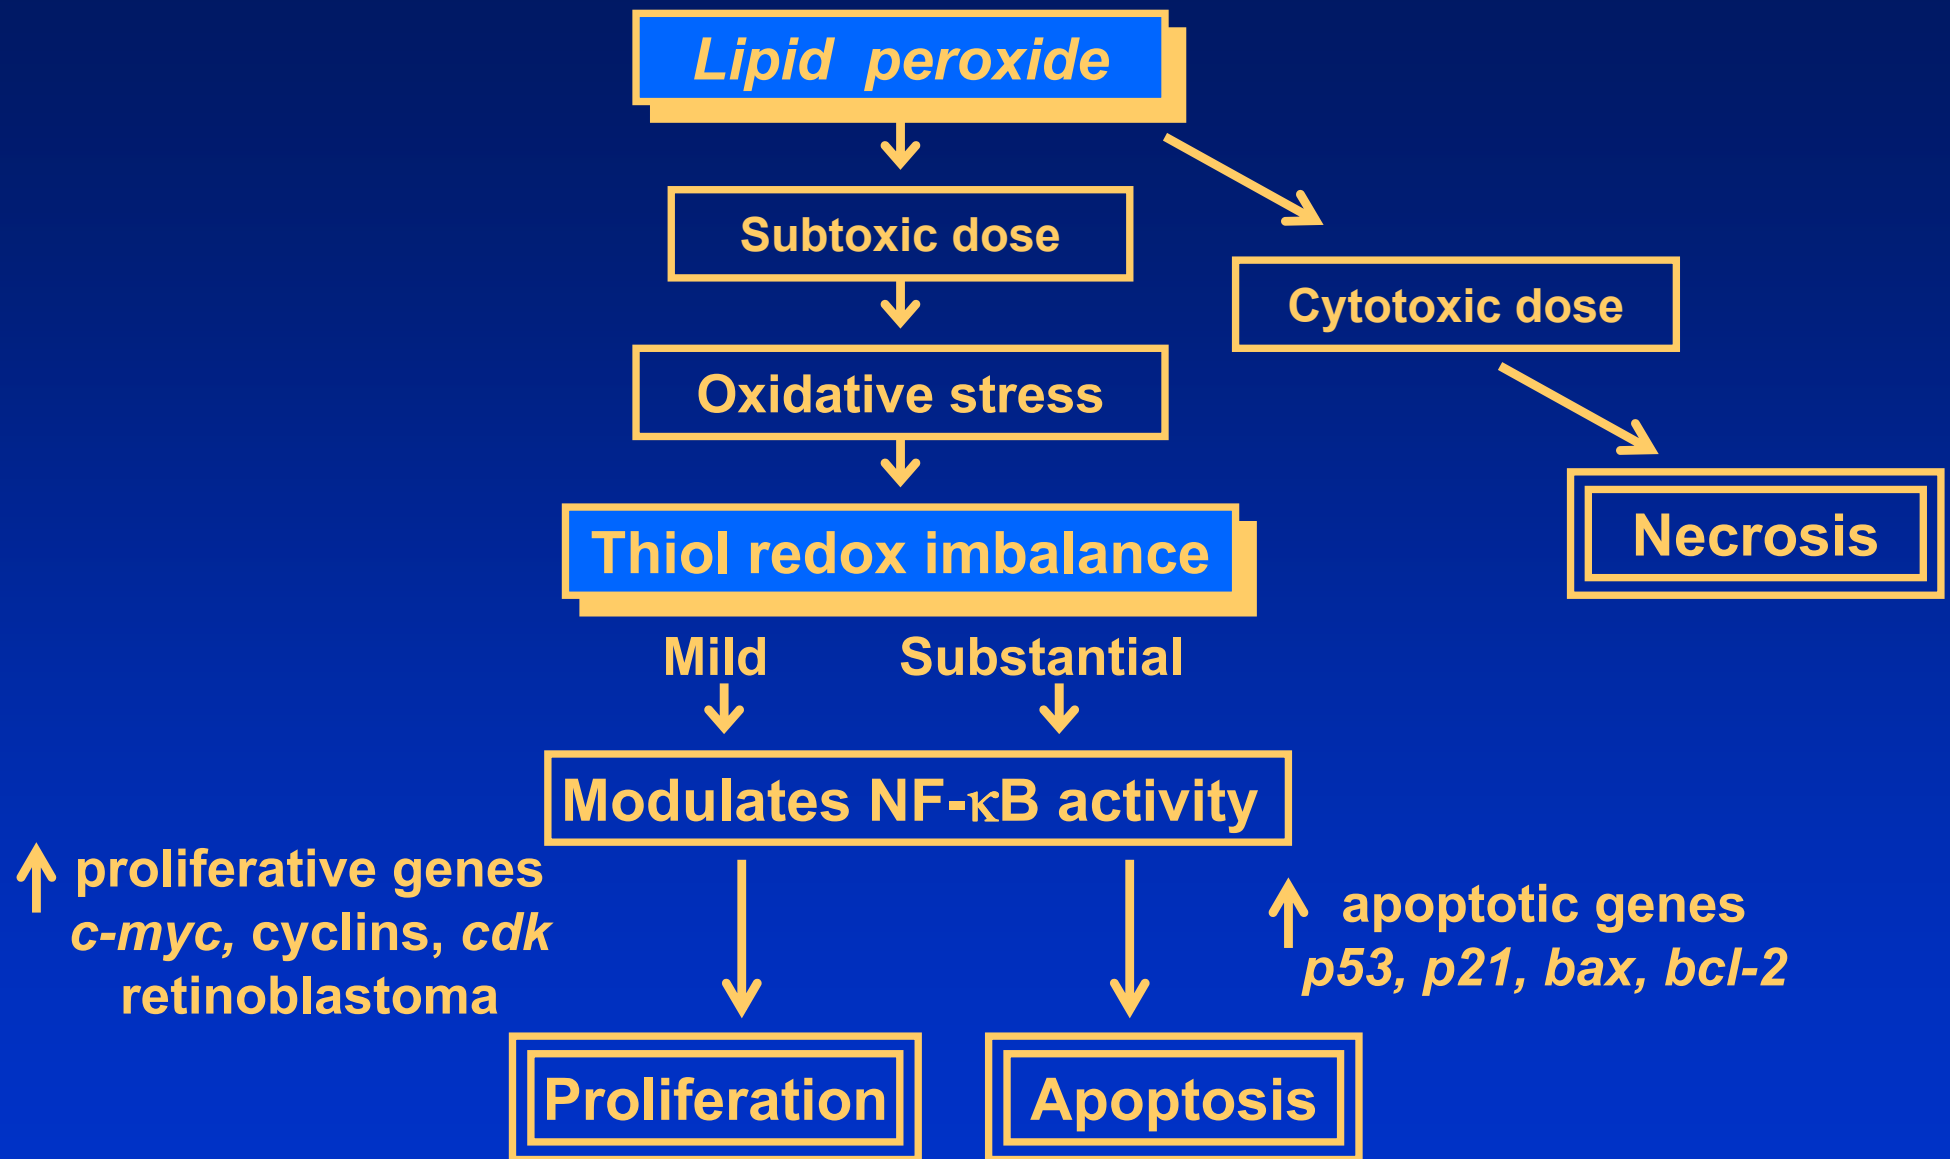 Lipid peroxide
Subtoxic dose
Cytotoxic dose
Oxidative stress
Necrosis
Thiol redox imbalance
Mild
Substantial
Modulates NF-κB activity
proliferative genes
c-myc, cyclins, cdk
retinoblastoma
apoptotic genes
p53, p21, bax, bcl-2
Proliferation
Apoptosis